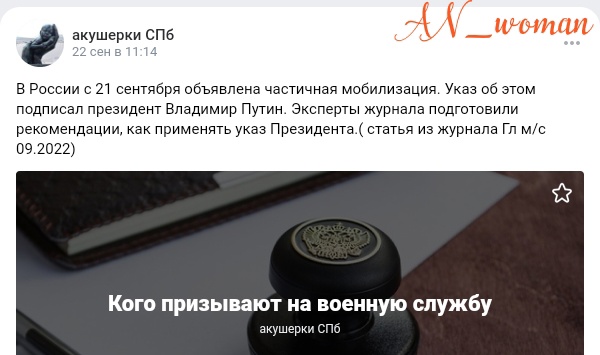 AN_woman
акушерки СПб
22 сен в 11:14
В России с 21 сентября объявлена частичная мобилизация. Указ об этом
подписал президент Владимир Путин. Эксперты журнала подготовили
рекомендации, как применять указ Президента.( статья из журнала Гл м/с
09.2022)
Кого призывают на военную службу
акушерки СПб